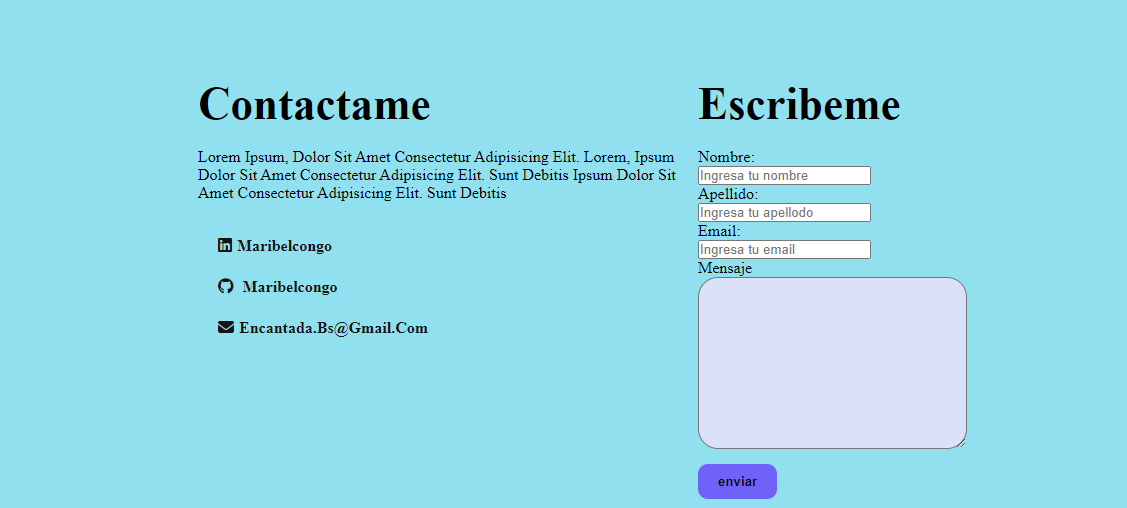 Contactame
Lorem Ipsum, Dolor Sit Amet Consectetur Adipisicing Elit. Lorem, Ipsum
Dolor Sit Amet Consectetur Adipisicing Elit. Sunt Debitis Ipsum Dolor Sit
Amet Consectetur Adipisicing Elit. Sunt Debitis
Maribelcongo
Maribelcongo
Encantada.Bs@Gmail.Com
Escribeme
Nombre:
Ingresa tu nombre
Apellido:
Ingresa tu apellodo
Email:
Ingresa tu email
Mensaje
enviar